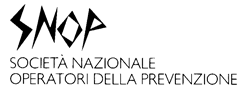 SNOP
SOCIETÀ NAZIONALE
OPERATORI DELLA PREVENZIONE